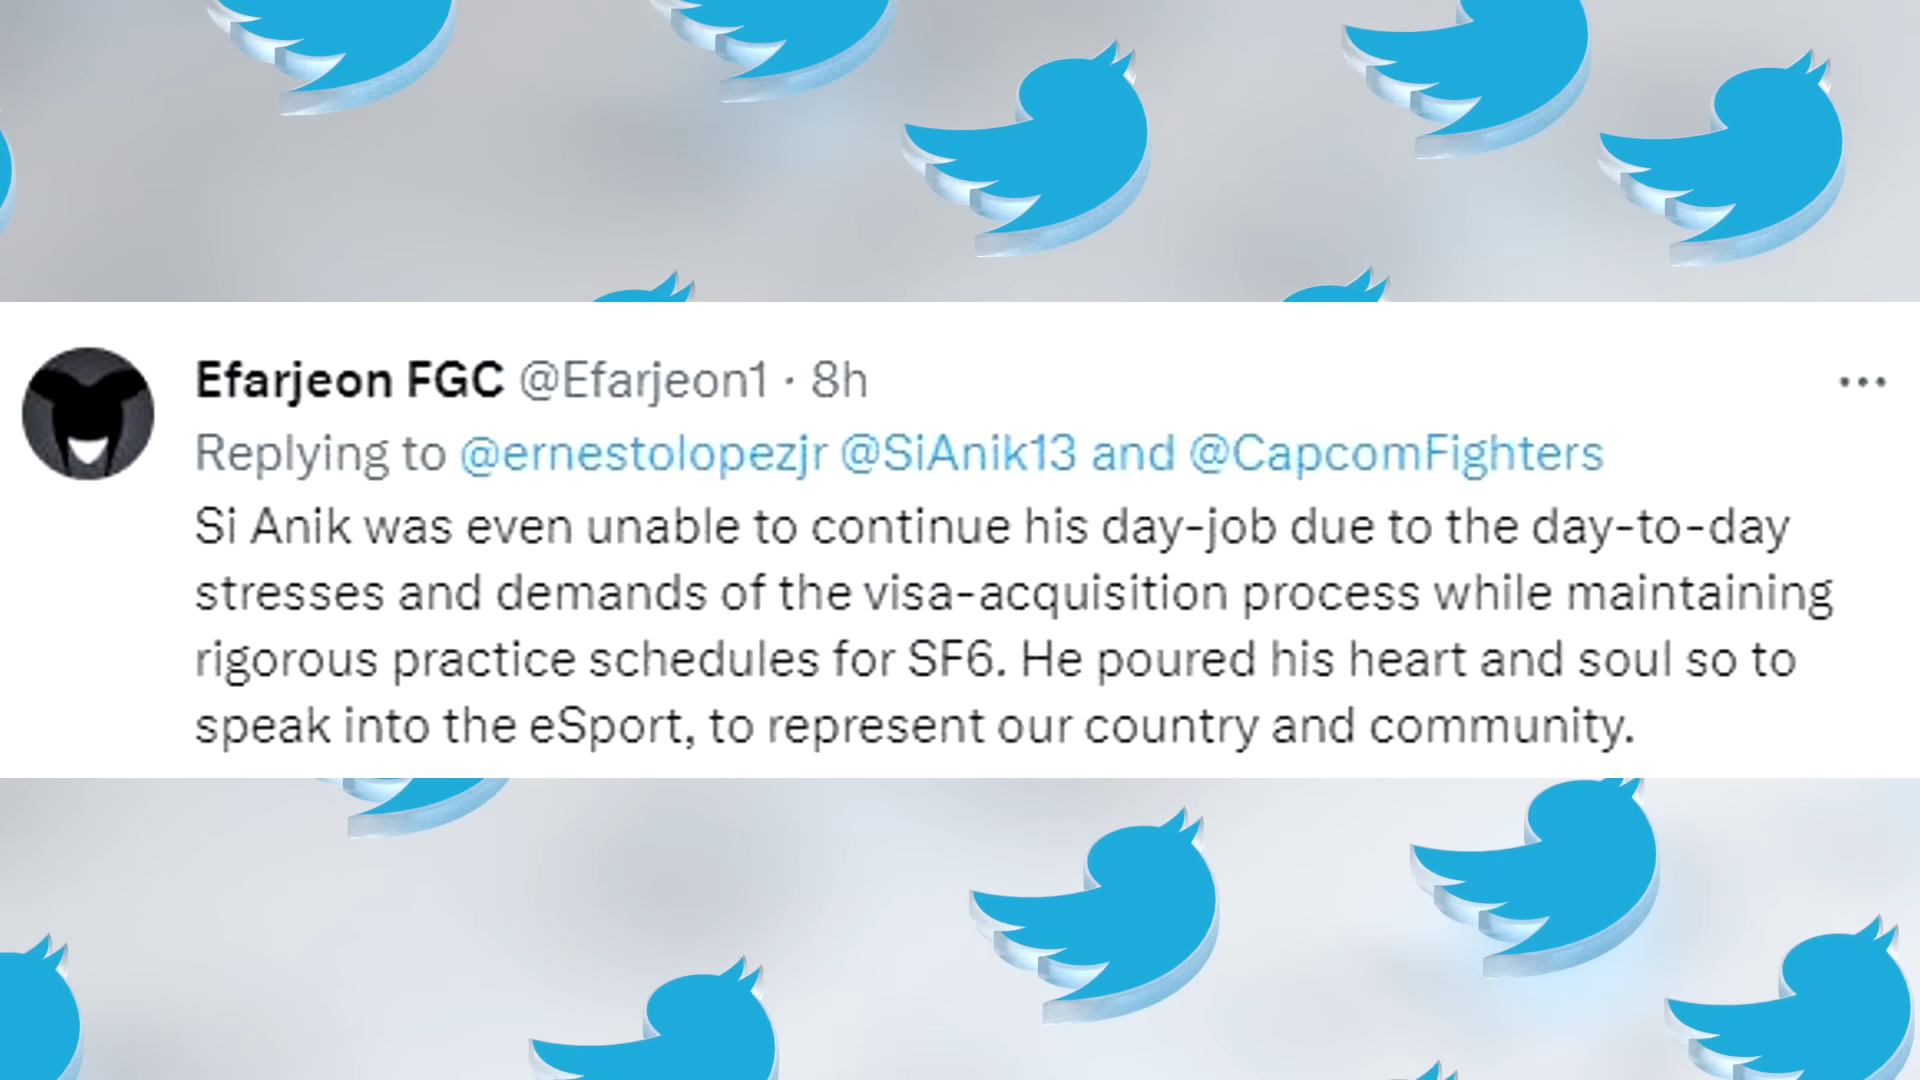 Efarjeon FGC @Efarjeon1 · 8h
Replying to @ernestolopezjr @SiAnik13 and @CapcomFighters
Si Anik was even unable to continue his day-job due to the day-to-day
stresses and demands of the visa-acquisition process while maintaining
rigorous practice schedules for SF6. He poured his heart and soul so to
speak into the eSport, to represent our country and community.